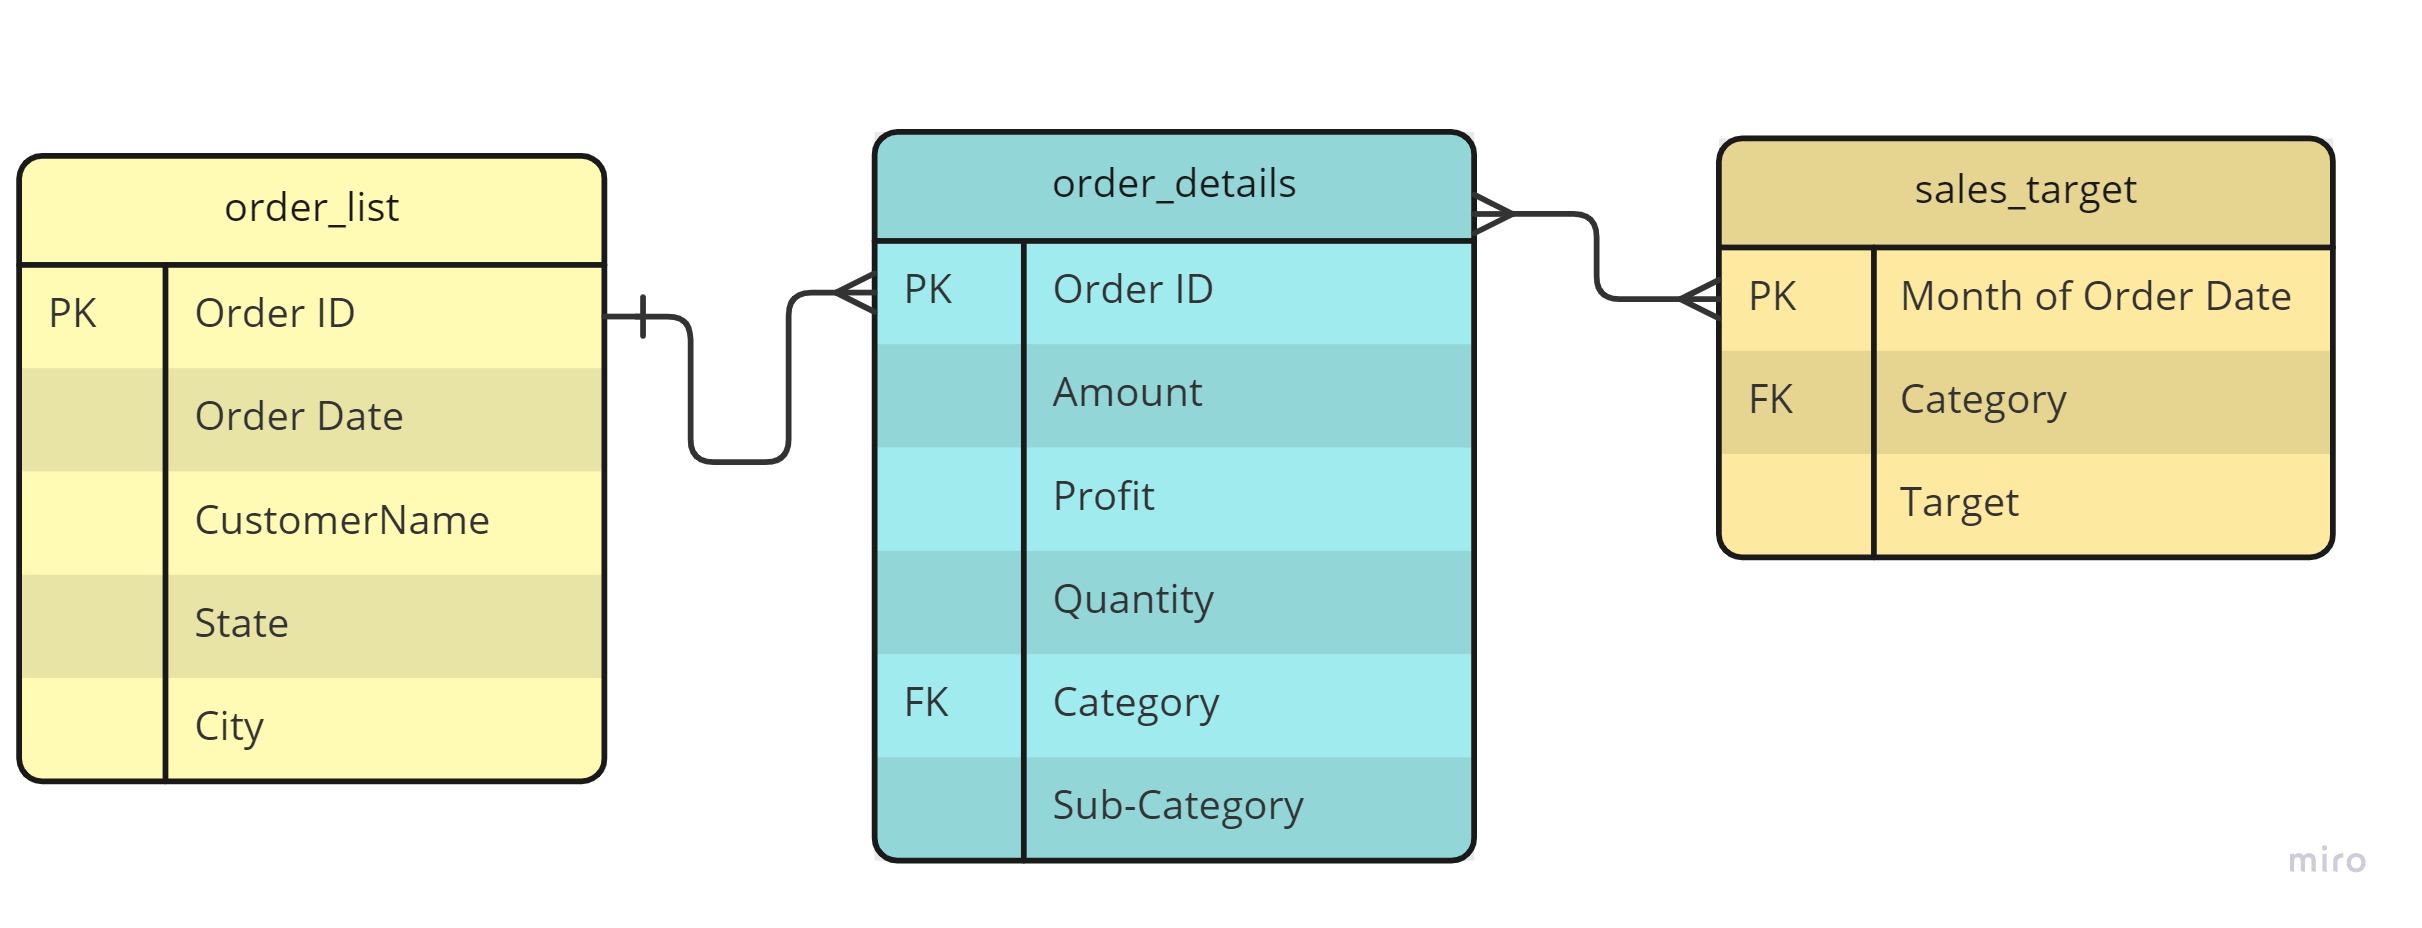 order_list
PK Order ID
Order Date
CustomerName
State
City
order_details
PK Order ID
Amount
Profit
Quantity
FK Category
Sub-Category
sales_target
PK Month of Order Date
FK Category
Target
miro